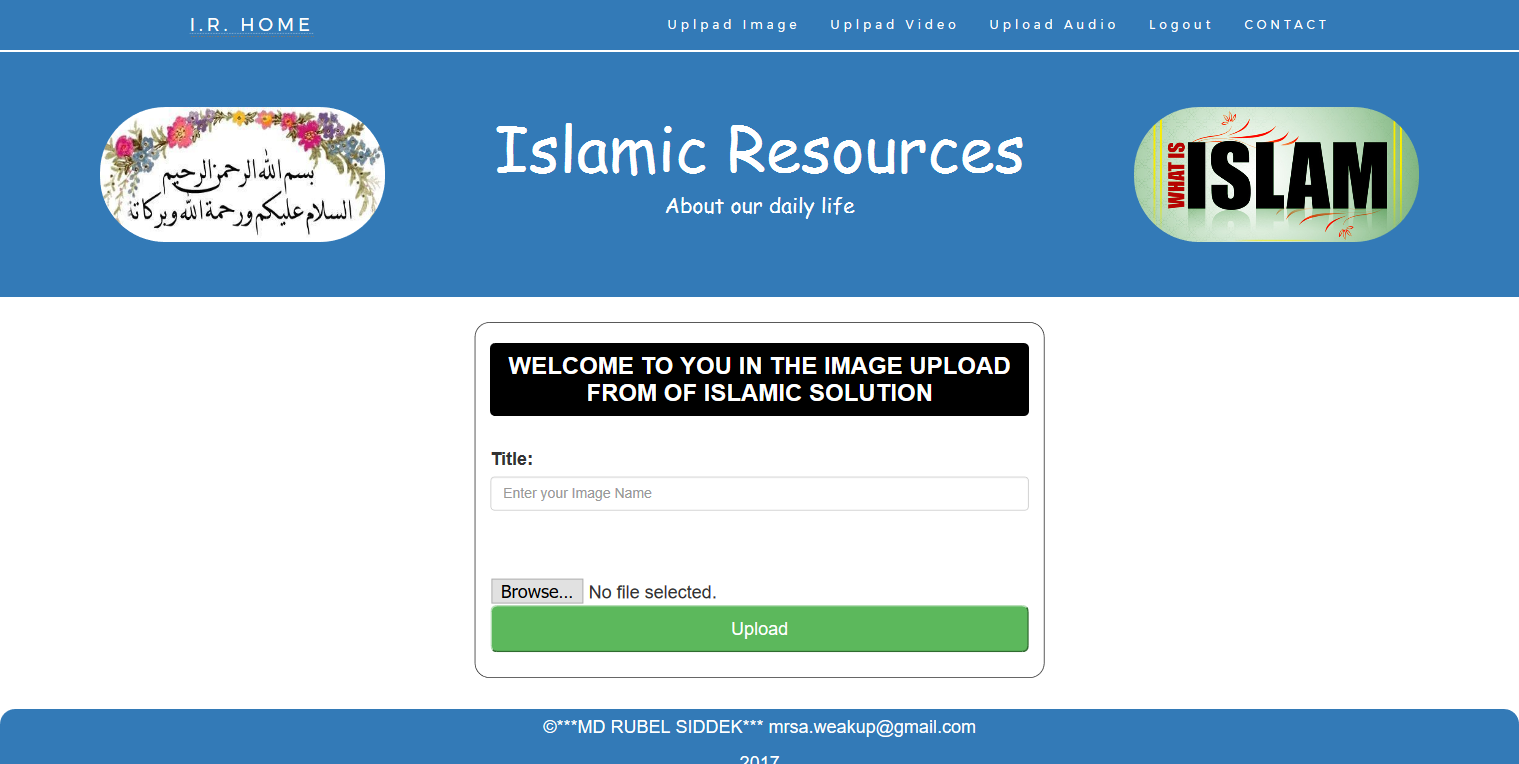 I.R. HOME
Uplpad Image
Uplpad Video
Upload Audio
Logout
CONTACT
بسم الله الرحمن الرحيم
السلام عليكم ورحمة الله وبركاته
Islamic Resources
About our daily life
WHAT IS
ISLAM
WELCOME TO YOU IN THE IMAGE UPLOAD
FROM OF ISLAMIC SOLUTION
Title:
Enter your Image Name
Browse... No file selected.
Upload
©***MD RUBEL SIDDEK*** mrsa.weakup@gmail.com
2017